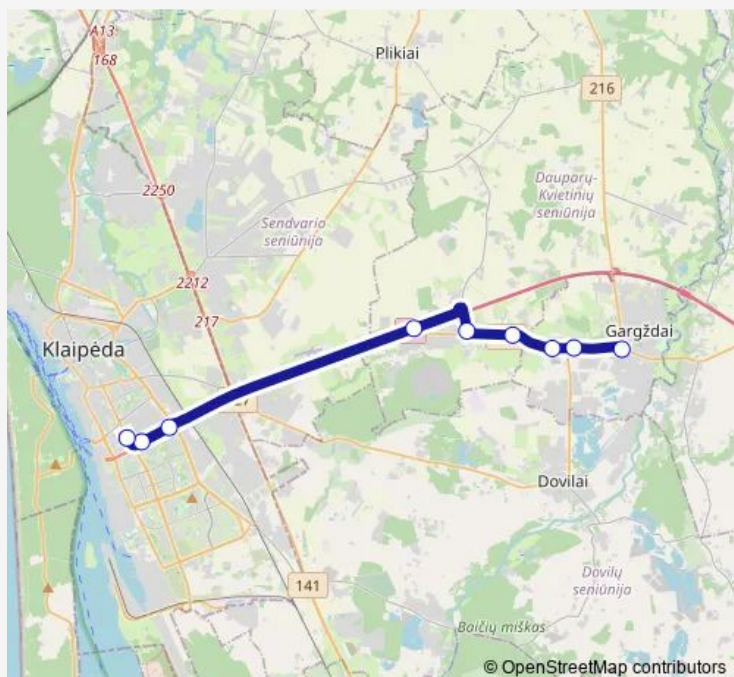 A13
168
Plikiai
216
2250
Dauparų-
Kvietinių
seniūnija
Sendvario
seniūnija
2212
217
Gargždai
Klaipėda
Dovilai
Dovilų
seniūnija
141
Baičių miškas
© OpenStreetMap contributors